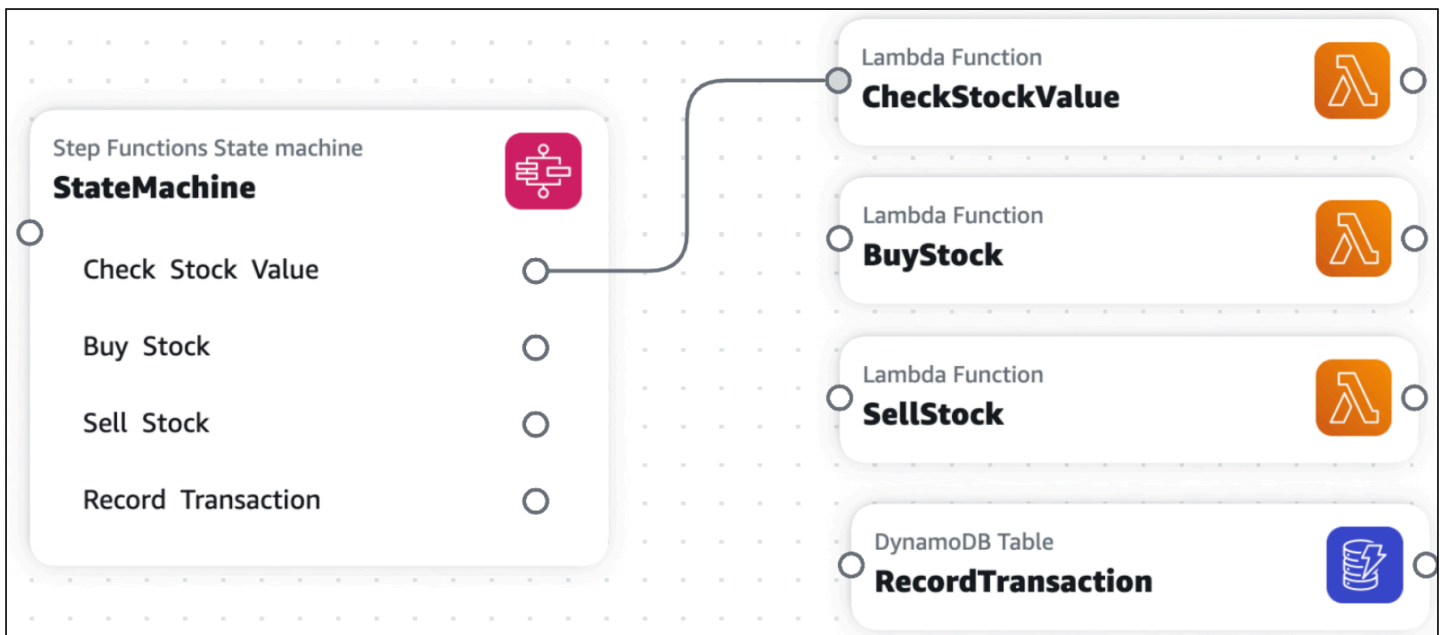 Step Functions State machine
StateMachine
Check Stock Value
Buy Stock
Sell Stock
Record Transaction
Lambda Function
CheckStockValue
Lambda Function
BuyStock
Lambda Function
SellStock
DynamoDB Table
RecordTransaction